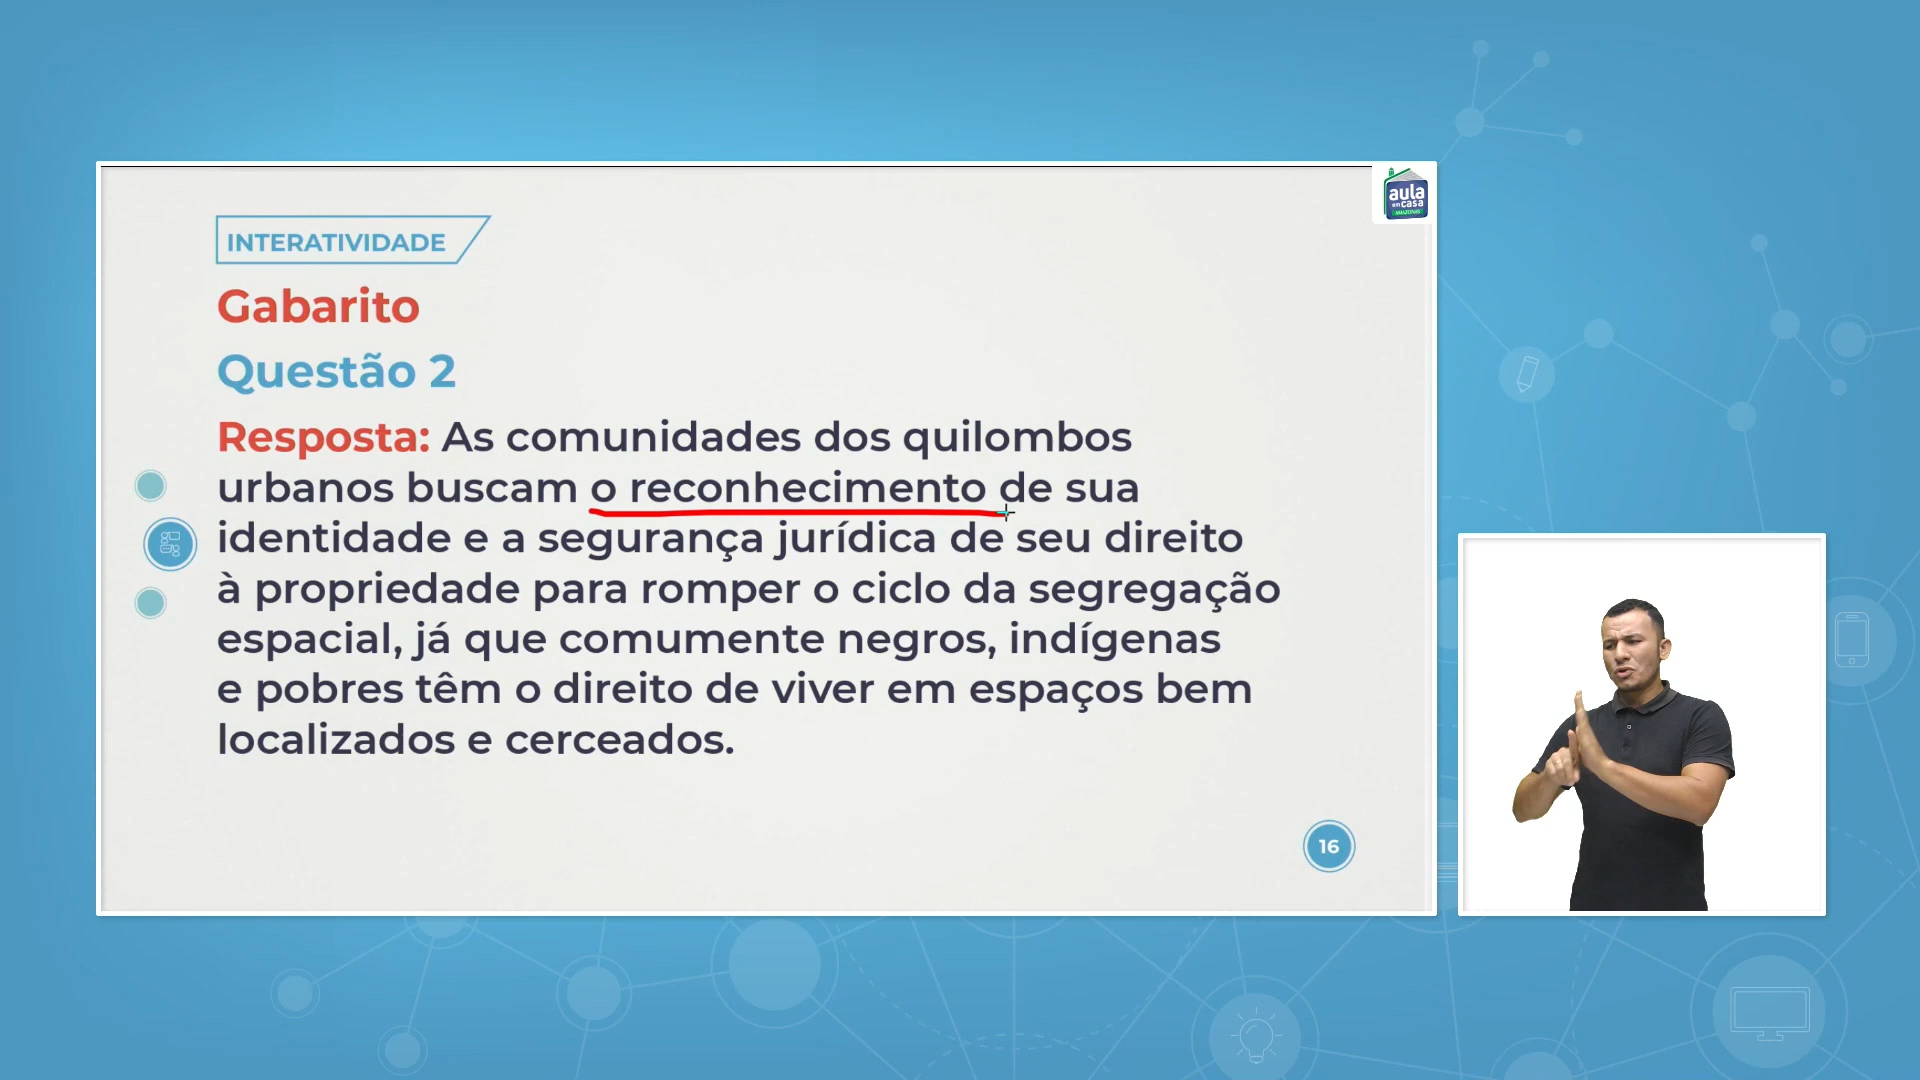 aula
em casa
AMAZONAS
INTERATIVIDADE
Gabarito
Questão 2
Resposta: As comunidades dos quilombos
urbanos buscam o reconhecimento de sua
identidade e a segurança jurídica de seu direito
à propriedade para romper o ciclo da segregação
espacial, já que comumente negros, indígenas
e pobres têm o direito de viver em espaços bem
localizados e cerceados.
16